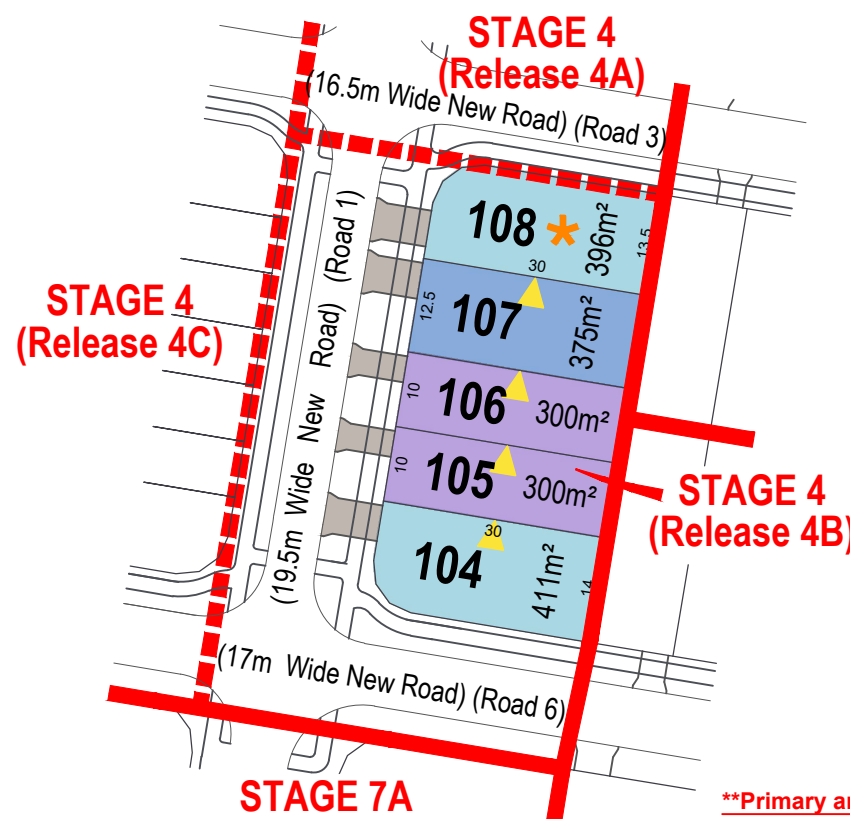 STAGE 4
(Release 4A)
(16.5m Wide New Road) (Road 3)
108
396m²
13.5
30
(19.5m Wide New Road) (Road 1)
12.5
107
375m²
STAGE 4
(Release 4C)
10
106
300m²
10
105
300m²
STAGE 4
(Release 4B)
30
104
411m²
14
(17m Wide New Road) (Road 6)
STAGE 7A
**Primary